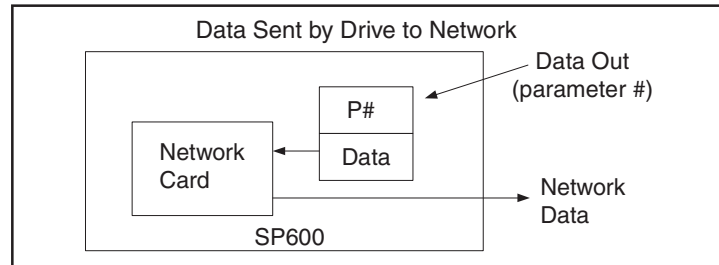 Data Sent by Drive to Network
Data Out
(parameter #)
P#
Data
Network
Card
Network
Data
SP600